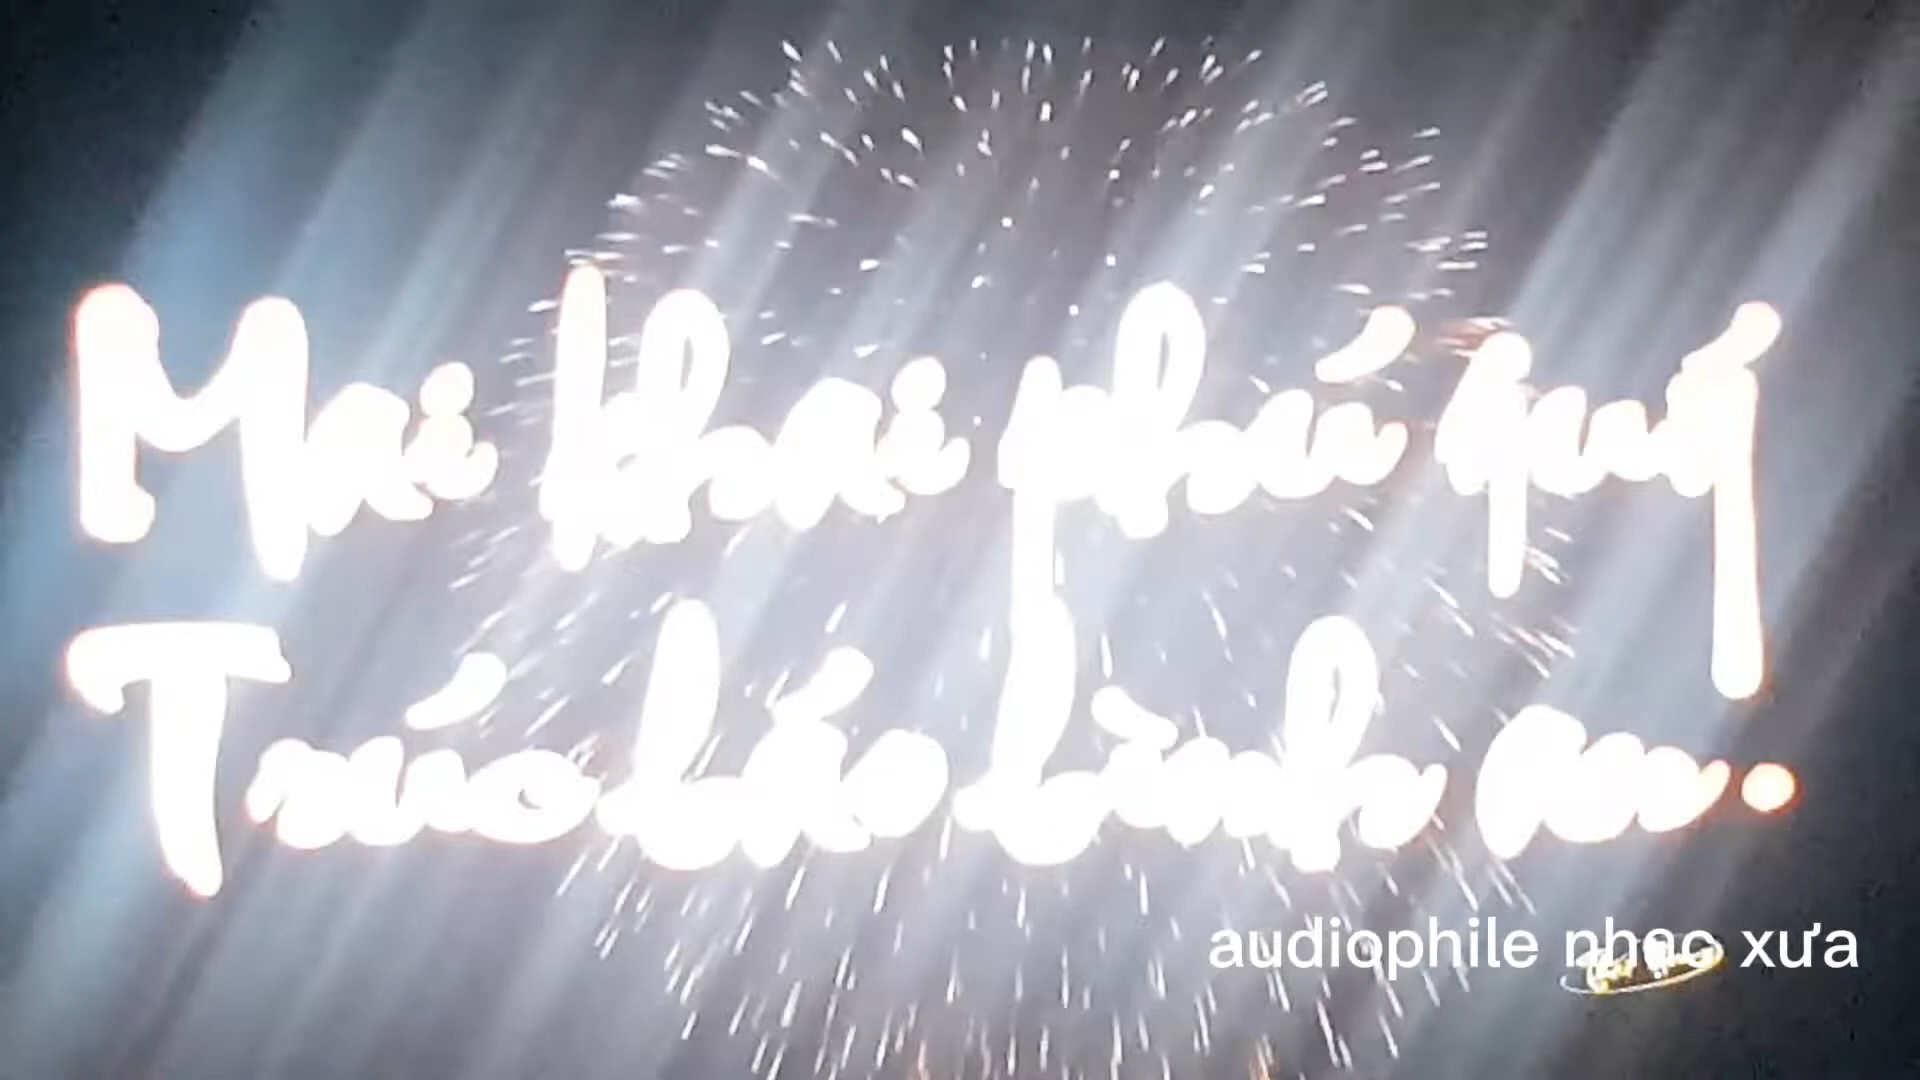 Mai khai phú quý
Trúc báo bình an.
audiophile nhạc xưa